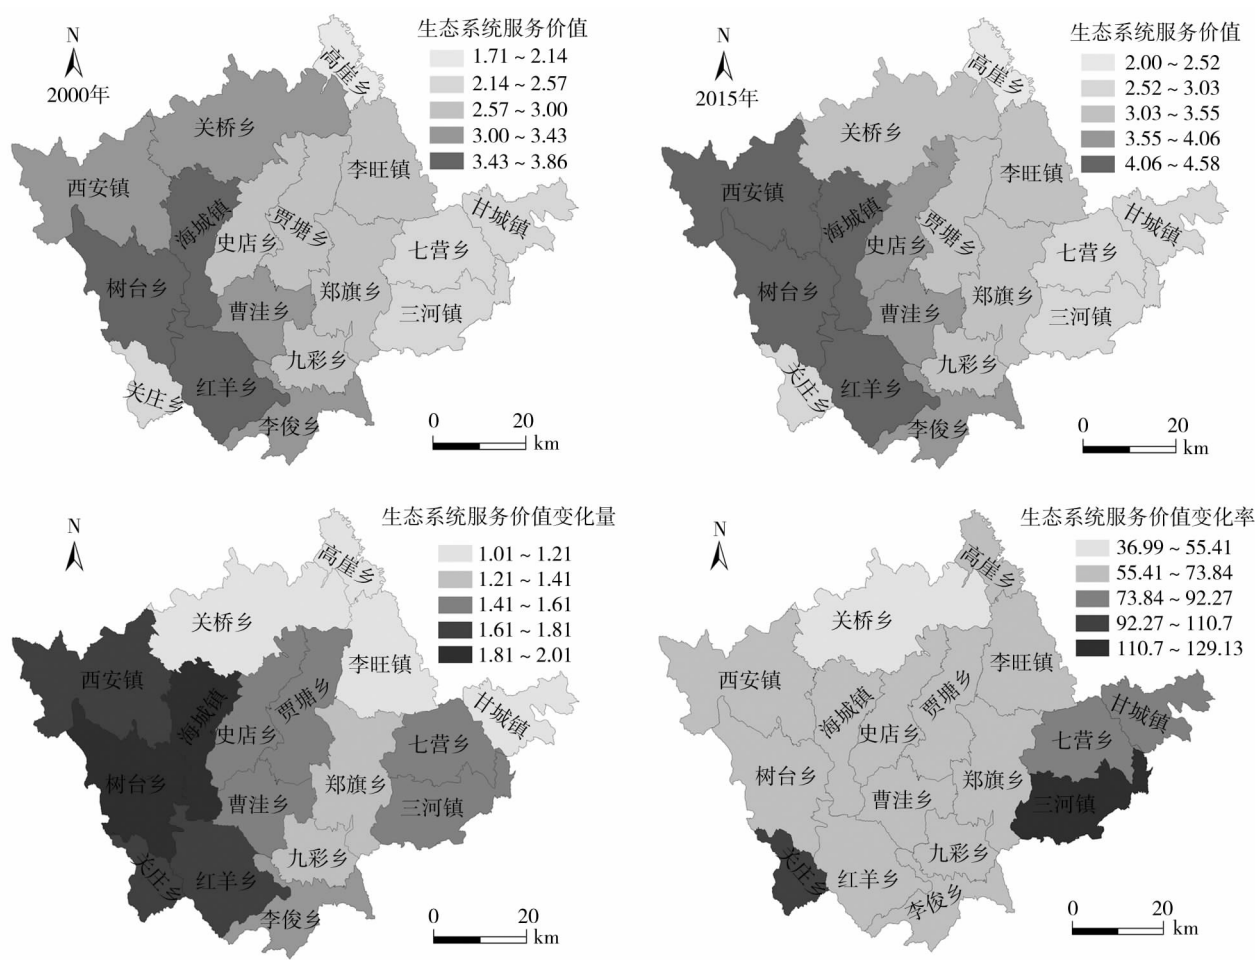 N
2000年
生态系统服务价值
1.71～2.14
2.14～2.57
2.57～3.00
3.00～3.43
3.43～3.86
高崖乡
关桥乡
李旺镇
西安镇
海城镇
甘城镇
贾塘乡
史店乡
七营乡
树台乡
郑旗乡
曹洼乡
三河镇
九彩乡
关庄乡
红羊乡
李俊乡
0 20
km
N
2015年
生态系统服务价值
2.00～2.52
2.52～3.03
3.03～3.55
3.55～4.06
4.06～4.58
高崖乡
关桥乡
李旺镇
西安镇
海城镇
甘城镇
贾塘乡
史店乡
七营乡
树台乡
郑旗乡
曹洼乡
三河镇
九彩乡
关庄乡
红羊乡
李俊乡
0 20
km
N
生态系统服务价值变化量
1.01～1.21
1.21～1.41
1.41～1.61
1.61～1.81
1.81～2.01
高崖乡
关桥乡
李旺镇
西安镇
海城镇
贾塘乡
甘城镇
史店乡
七营乡
树台乡
郑旗乡
曹洼乡
三河镇
九彩乡
关庄乡
红羊乡
李俊乡
0 20
km
N
生态系统服务价值变化率
36.99～55.41
55.41～73.84
73.84～92.27
92.27～110.7
110.7～129.13
高崖乡
关桥乡
李旺镇
西安镇
海城镇
贾塘乡
甘城镇
史店乡
七营乡
树台乡
郑旗乡
曹洼乡
三河镇
九彩乡
关庄乡
红羊乡
李俊乡
0 20
km